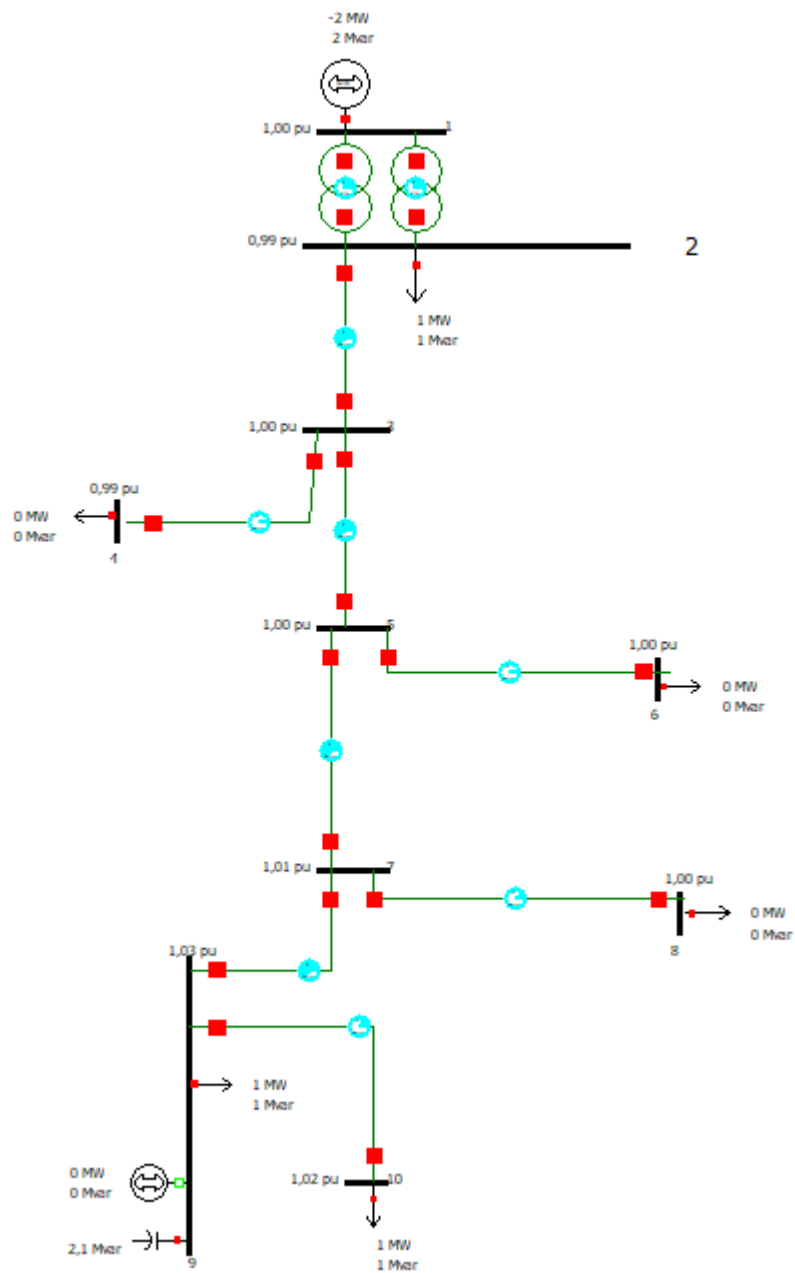 -2 MW
2 Mvar
1,00 pu
1
0,99 pu
2
1 MW
1 Mvar
1,00 pu
3
0,99 pu
0 MW
0 Mvar
4
1,00 pu
5
1,00 pu
0 MW
0 Mvar
6
1,01 pu
7
1,00 pu
0 MW
0 Mvar
8
1,03 pu
1 MW
1 Mvar
0 MW
0 Mvar
1,02 pu
10
2,1 Mvar
9
1 MW
1 Mvar